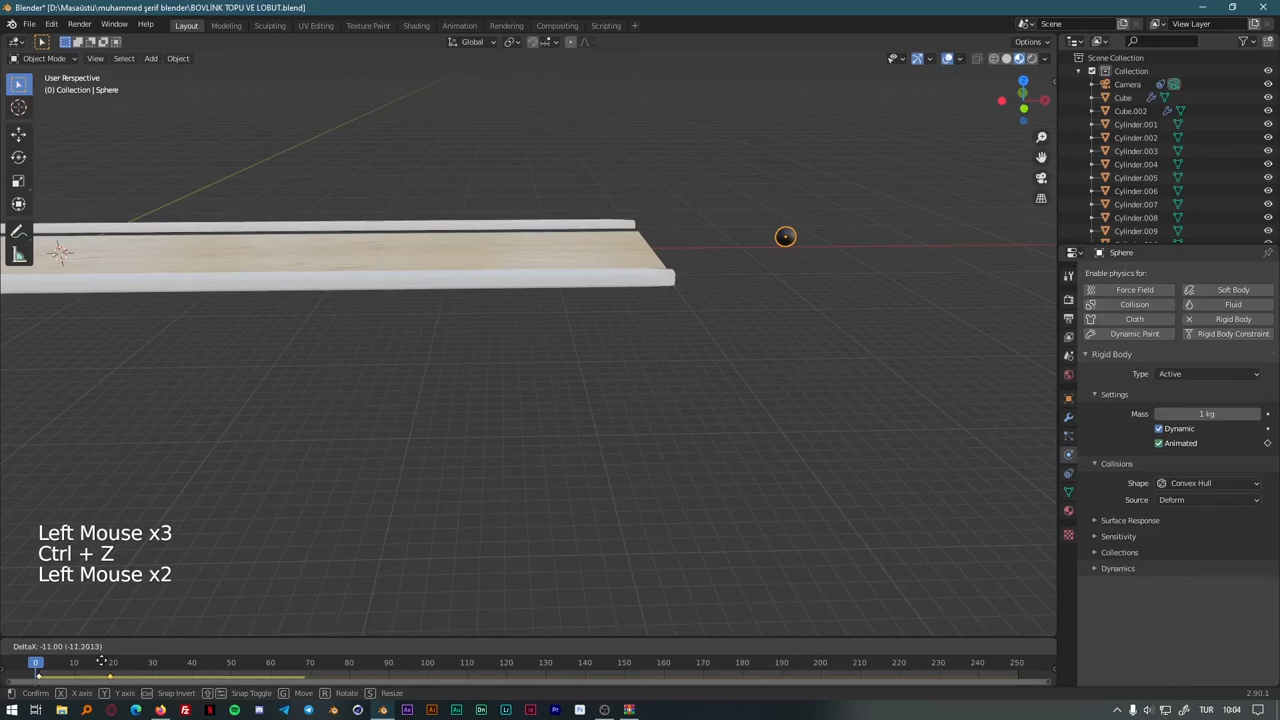 Blender* [D:\Masaüstü\muhammed şerif blender\BOVLİNK TOPU VE LOBUT.blend]
File Edit Render Window Help Layout Modeling Sculpting UV Editing Texture Paint Shading Animation Rendering Compositing Scripting + Scene View Layer
Global Options
Object Mode View Select Add Object
User Perspective
(0) Collection | Sphere
Z
Scene Collection
Collection
Camera
Cube
Cube.002
Cylinder.001
Cylinder.002
Cylinder.003
Cylinder.004
Cylinder.005
Cylinder.006
Cylinder.007
Cylinder.008
Cylinder.009
Sphere
Enable physics for:
Force Field Soft Body
Collision Fluid
Cloth Rigid Body
Dynamic Paint Rigid Body Constraint
Rigid Body
Type Active
Settings
Mass 1 kg
Dynamic
Animated
Collisions
Shape Convex Hull
Source Deform
Surface Response
Sensitivity
Collections
Dynamics
Left Mouse x3
Ctrl + Z
Left Mouse x2
DeltaX: -11.00 (-11.2013)
0 10 20 30 40 50 60 70 80 90 100 110 120 130 140 150 160 170 180 190 200 210 220 230 240 250
Confirm X X axis Y Y axis Snap Invert Snap Toggle G Move R Rotate S Resize 2.90.1
TUR 10:04